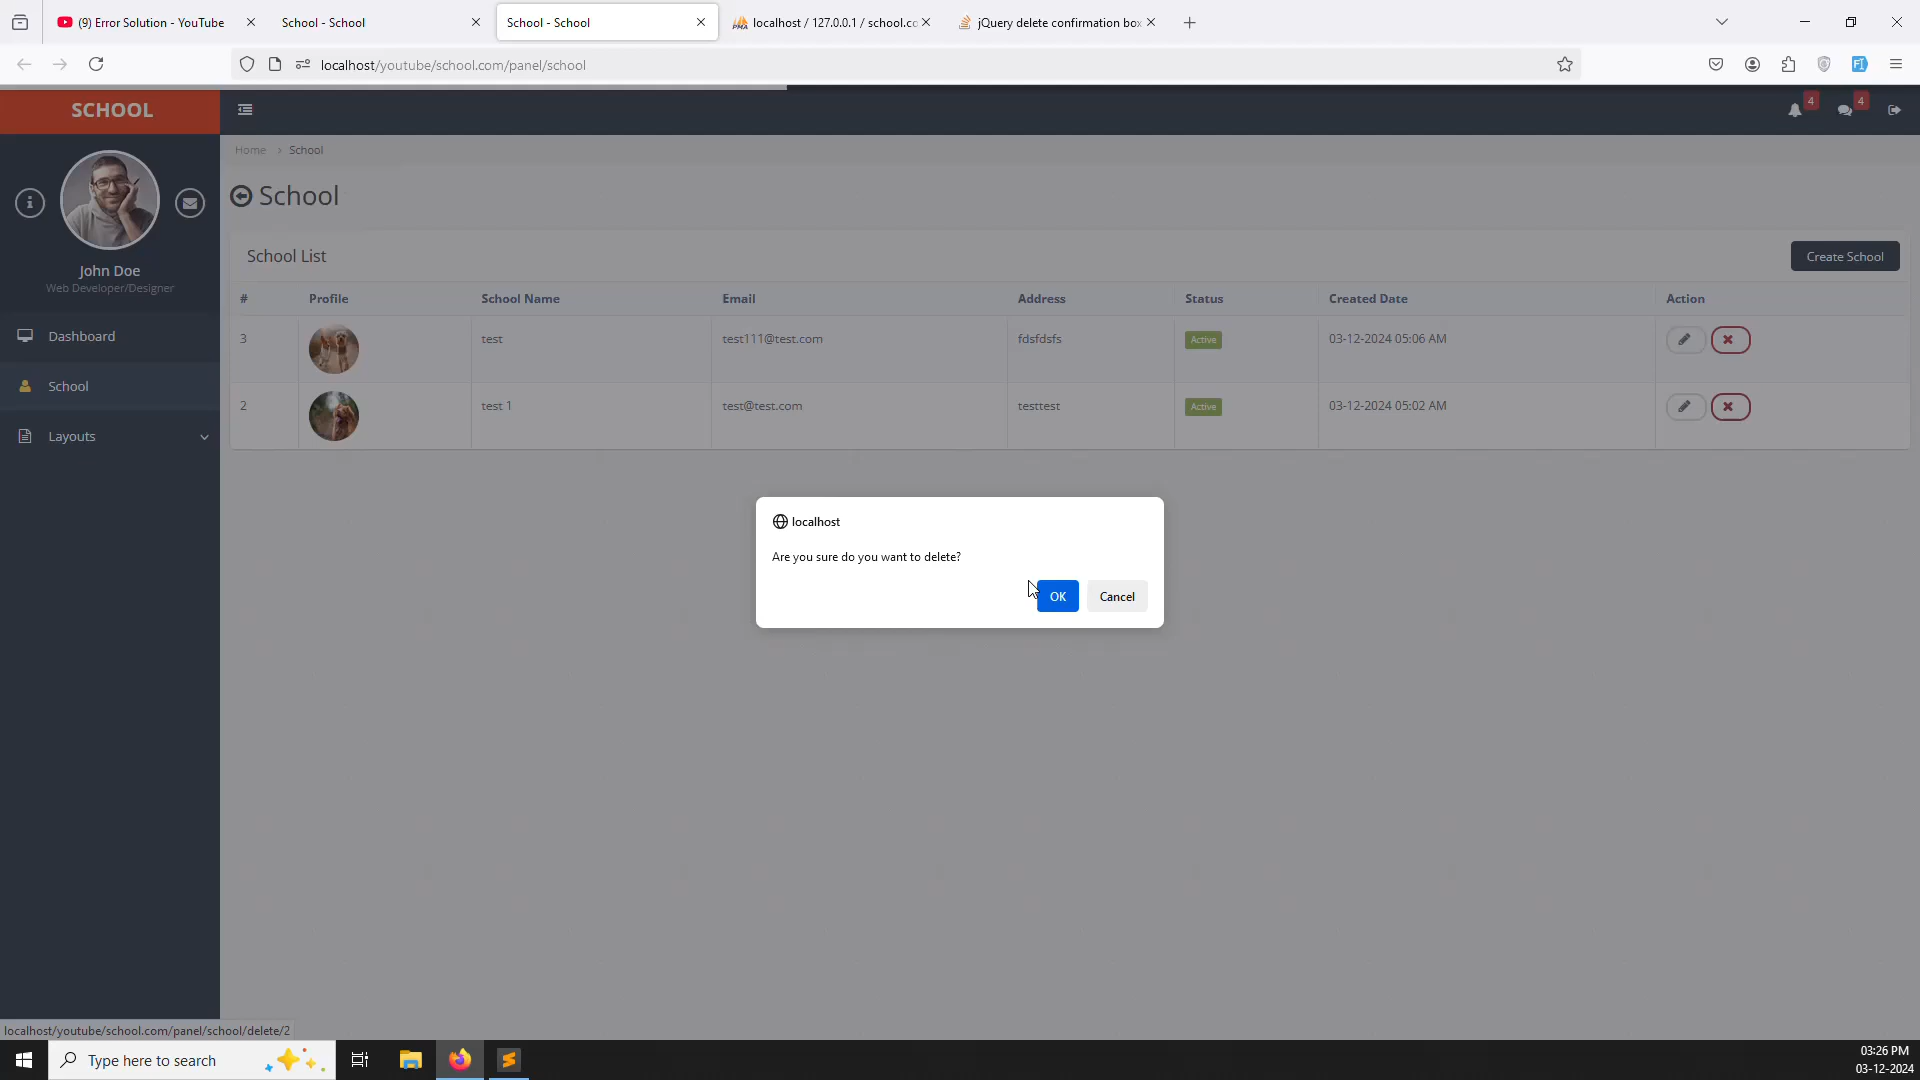 (9) Error Solution - YouTube
School - School
School - School
localhost / 127.0.0.1 / school.co
jQuery delete confirmation box
localhost/youtube/school.com/panel/school
SCHOOL
4
4
Home > School
School
John Doe
Web Developer/Designer
Dashboard
School
Layouts
School List
Create School
# Profile School Name Email Address Status Created Date Action
3 test test111@test.com fdsfdsfs Active 03-12-2024 05:06 AM
2 test 1 test@test.com testtest Active 03-12-2024 05:02 AM
localhost
Are you sure do you want to delete?
OK Cancel
localhost/youtube/school.com/panel/school/delete/2
Type here to search
03:26 PM
03-12-2024